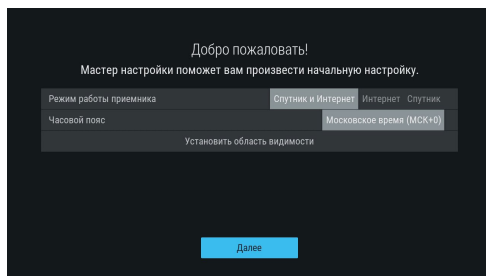 Добро пожаловать!
Мастер настройки поможет вам произвести начальную настройку.
Режим работы приемника Спутник и Интернет Интернет Спутник
Часовой пояс Московское время (МСК+0)
Установить область видимости
Далее